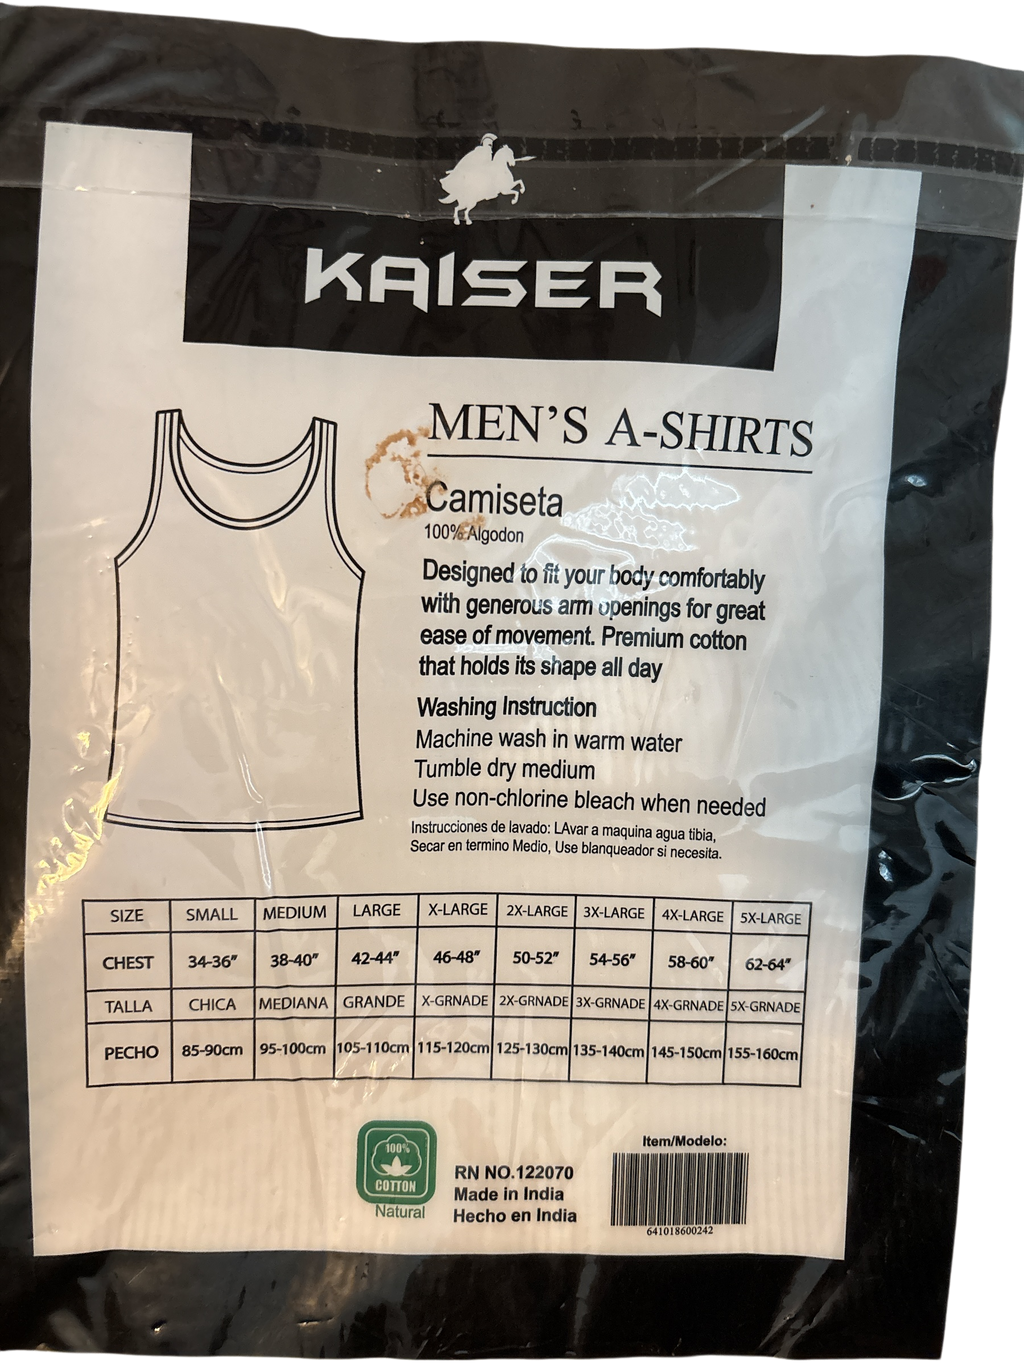 KAISER
MEN'S A-SHIRTS
Camiseta
100% Algodon
Designed to fit your body comfortably
with generous arm openings for great
ease of movement. Premium cotton
that holds its shape all day
Washing Instruction
Machine wash in warm water
Tumble dry medium
Use non-chlorine bleach when needed
Instrucciones de lavado: LAvar a maquina agua tibia,
Secar en termino Medio, Use blanqueador si necesita.
SIZE SMALL MEDIUM LARGE X-LARGE 2X-LARGE 3X-LARGE 4X-LARGE 5X-LARGE
CHEST 34-36" 38-40" 42-44" 46-48" 50-52" 54-56" 58-60" 62-64"
TALLA CHICA MEDIANA GRANDE X-GRNADE 2X-GRNADE 3X-GRNADE 4X-GRNADE 5X-GRNADE
PECHO 85-90cm 95-100cm 105-110cm 115-120cm 125-130cm 135-140cm 145-150cm 155-160cm
100%
COTTON
Natural
RN NO.122070
Made in India
Hecho en India
Item/Modelo:
641018600242